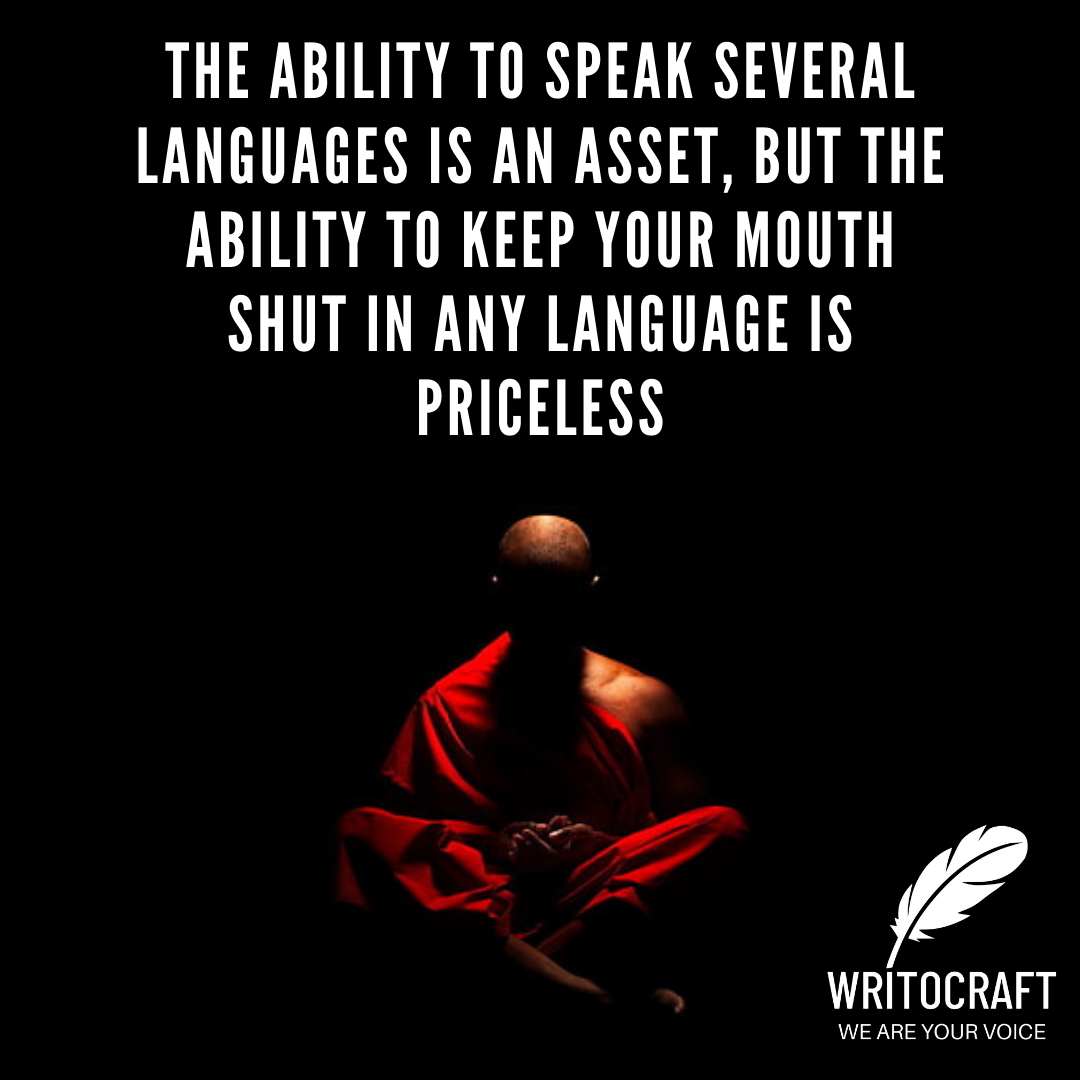 THE ABILITY TO SPEAK SEVERAL
LANGUAGES IS AN ASSET, BUT THE
ABILITY TO KEEP YOUR MOUTH
SHUT IN ANY LANGUAGE IS
PRICELESS
WRITOCRAFT
WE ARE YOUR VOICE